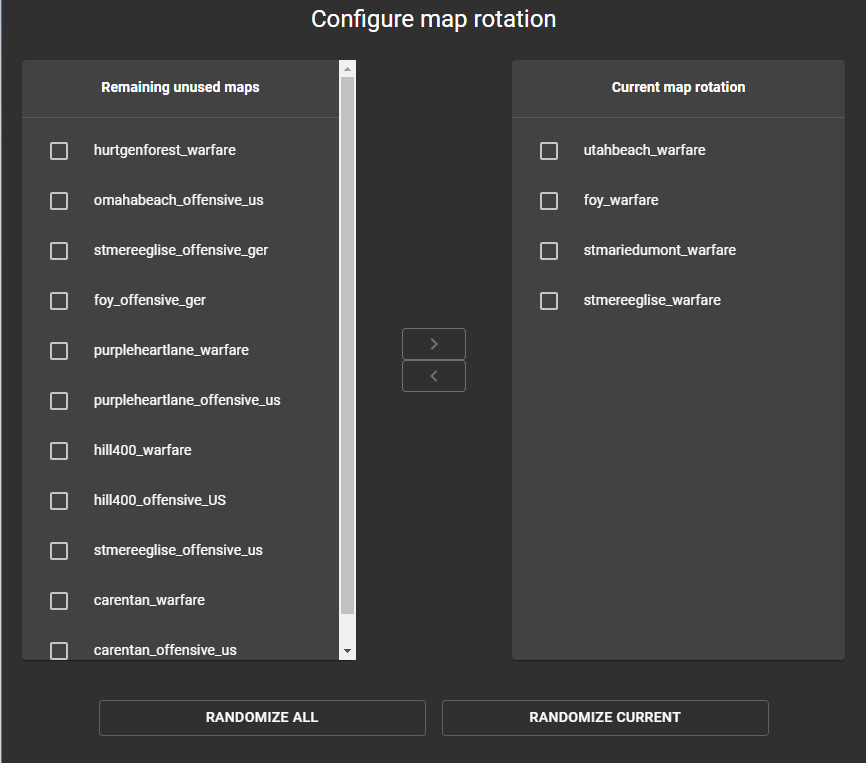 Configure map rotation
Remaining unused maps
hurtgenforest_warfare
omahabeach_offensive_us
stmereeglise_offensive_ger
foy_offensive_ger
purpleheartlane_warfare
purpleheartlane_offensive_us
hill400_warfare
hill400_offensive_US
stmereeglise_offensive_us
carentan_warfare
carentan_offensive_us
Current map rotation
utahbeach_warfare
foy_warfare
stmariedumont_warfare
stmereeglise_warfare
RANDOMIZE ALL
RANDOMIZE CURRENT